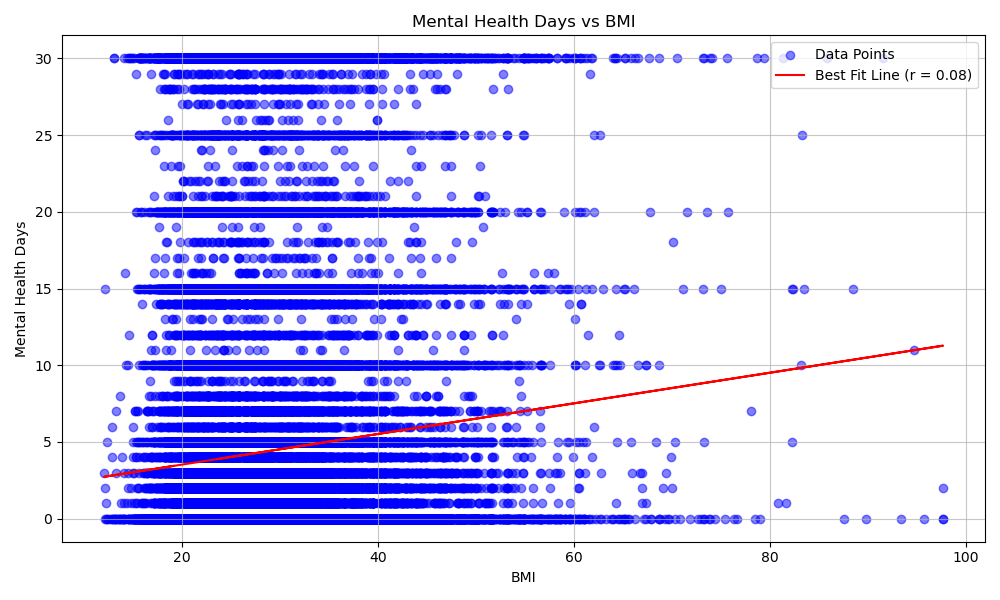 Mental Health Days vs BMI
Data Points
Best Fit Line (r = 0.08)
Mental Health Days
30
25
20
15
10
5
0
20
40
60
80
100
BMI